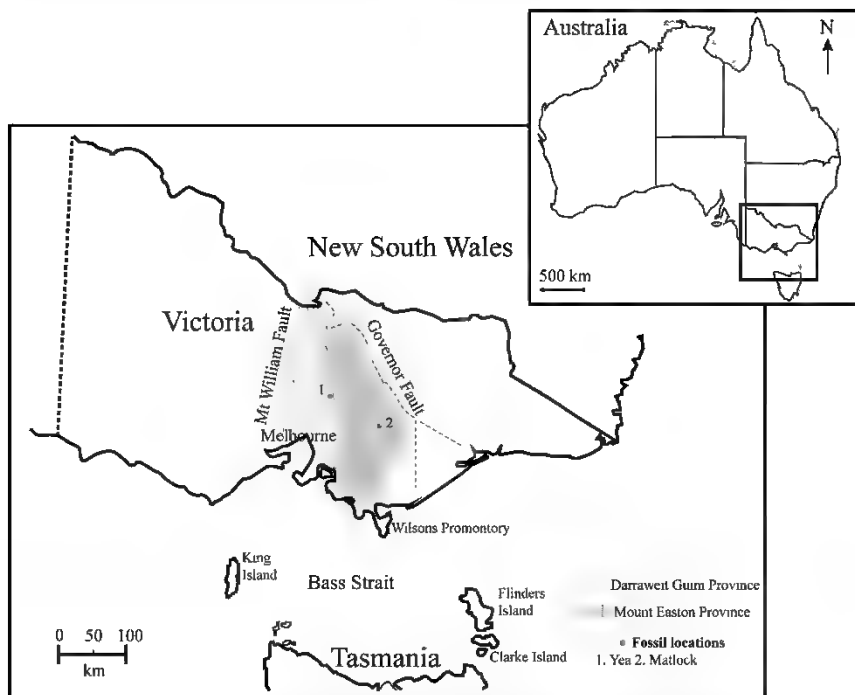 Australia
N
500 km
New South Wales
Victoria
Mt William Fault
Governor Fault
1
2
Melbourne
Wilsons Promontory
King
Island
Bass Strait
Flinders
Island
Clarke Island
Tasmania
0 50 100
km
Darraweit Guim Province
Mount Easton Province
Fossil locations
1. Yea 2. Matlock